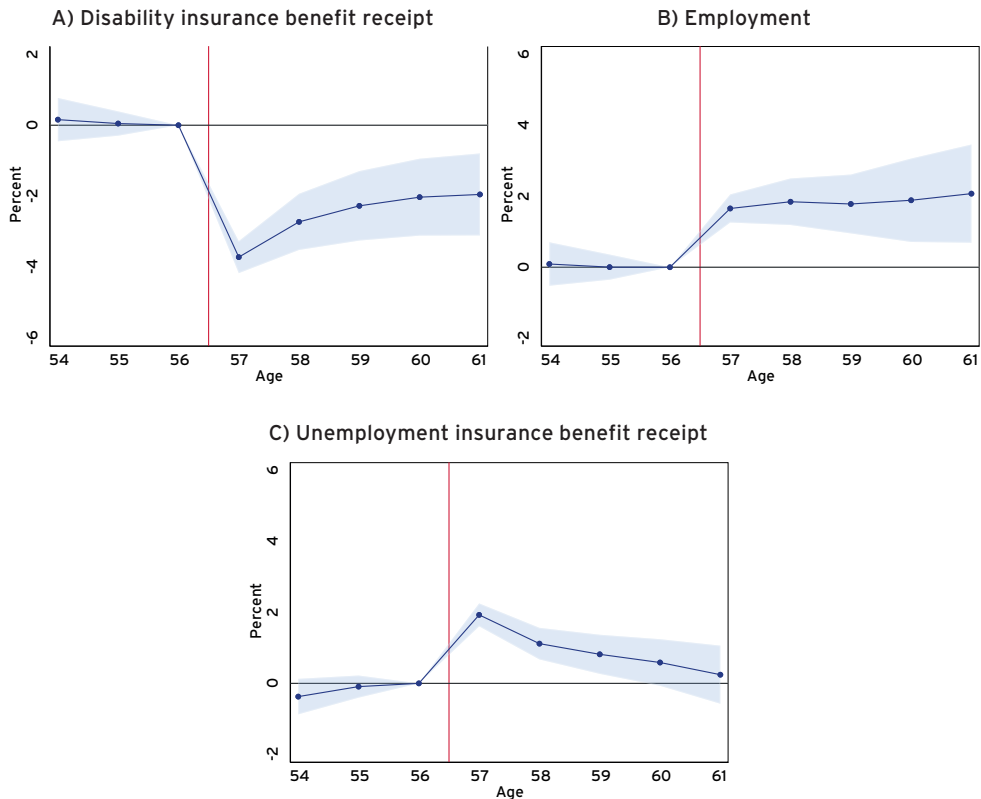 A) Disability insurance benefit receipt
2
0
-2
-4
-6
Percent
54 55 56 57 58 59 60 61
Age
B) Employment
6
4
2
0
-2
Percent
54 55 56 57 58 59 60 61
Age
C) Unemployment insurance benefit receipt
6
4
2
0
-2
Percent
54 55 56 57 58 59 60 61
Age